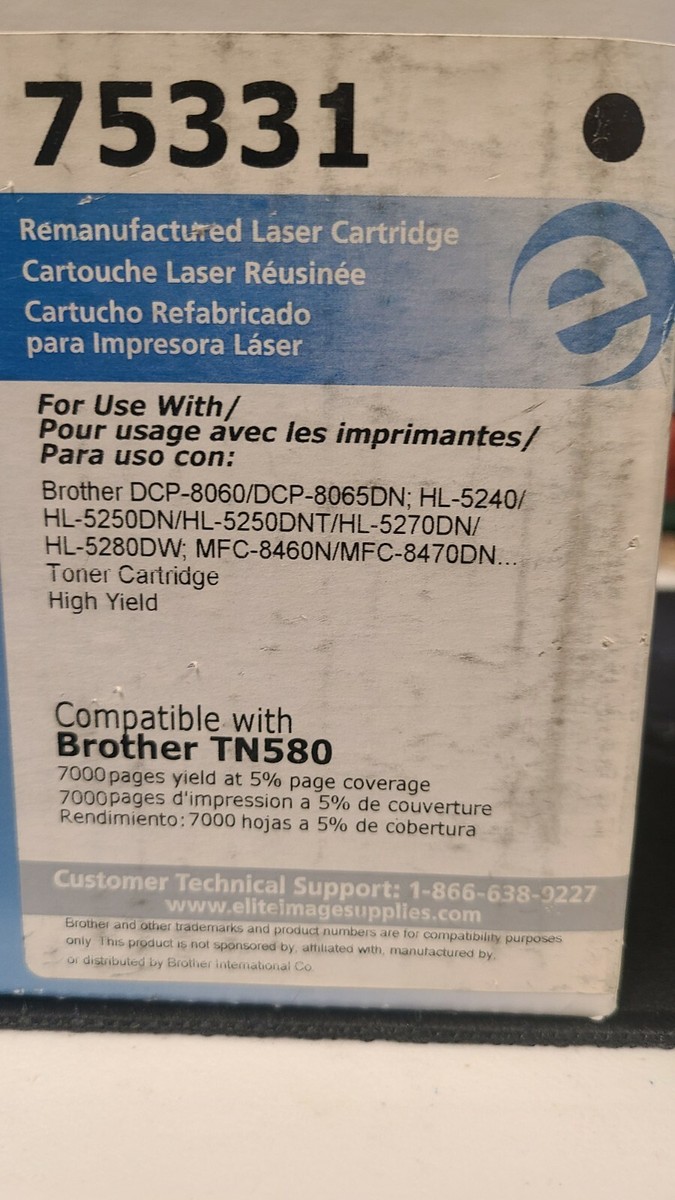 75331
Remanufactured Laser Cartridge
Cartouche Laser Réusinée
Cartucho Refabricado
para Impresora Láser
e
For Use With/
Pour usage avec les imprimantes/
Para uso con:
Brother DCP-8060/DCP-8065DN; HL-5240/
HL-5250DN/HL-5250DNT/HL-5270DN/
HL-5280DW; MFC-8460N/MFC-8470DN...
Toner Cartridge
High Yield
Compatible with
Brother TN580
7000pages yield at 5% page coverage
7000pages d'impression a 5% de couverture
Rendimiento:7000 hojas a 5% de cobertura
Customer Technical Support: 1-866-638-9227
www.eliteimagesupplies.com
Brother and other trademarks and product numbers are for compatibility purposes
only. This product is not sponsored by, affiliated with, manufactured by,
or distributed by Brother International Co.